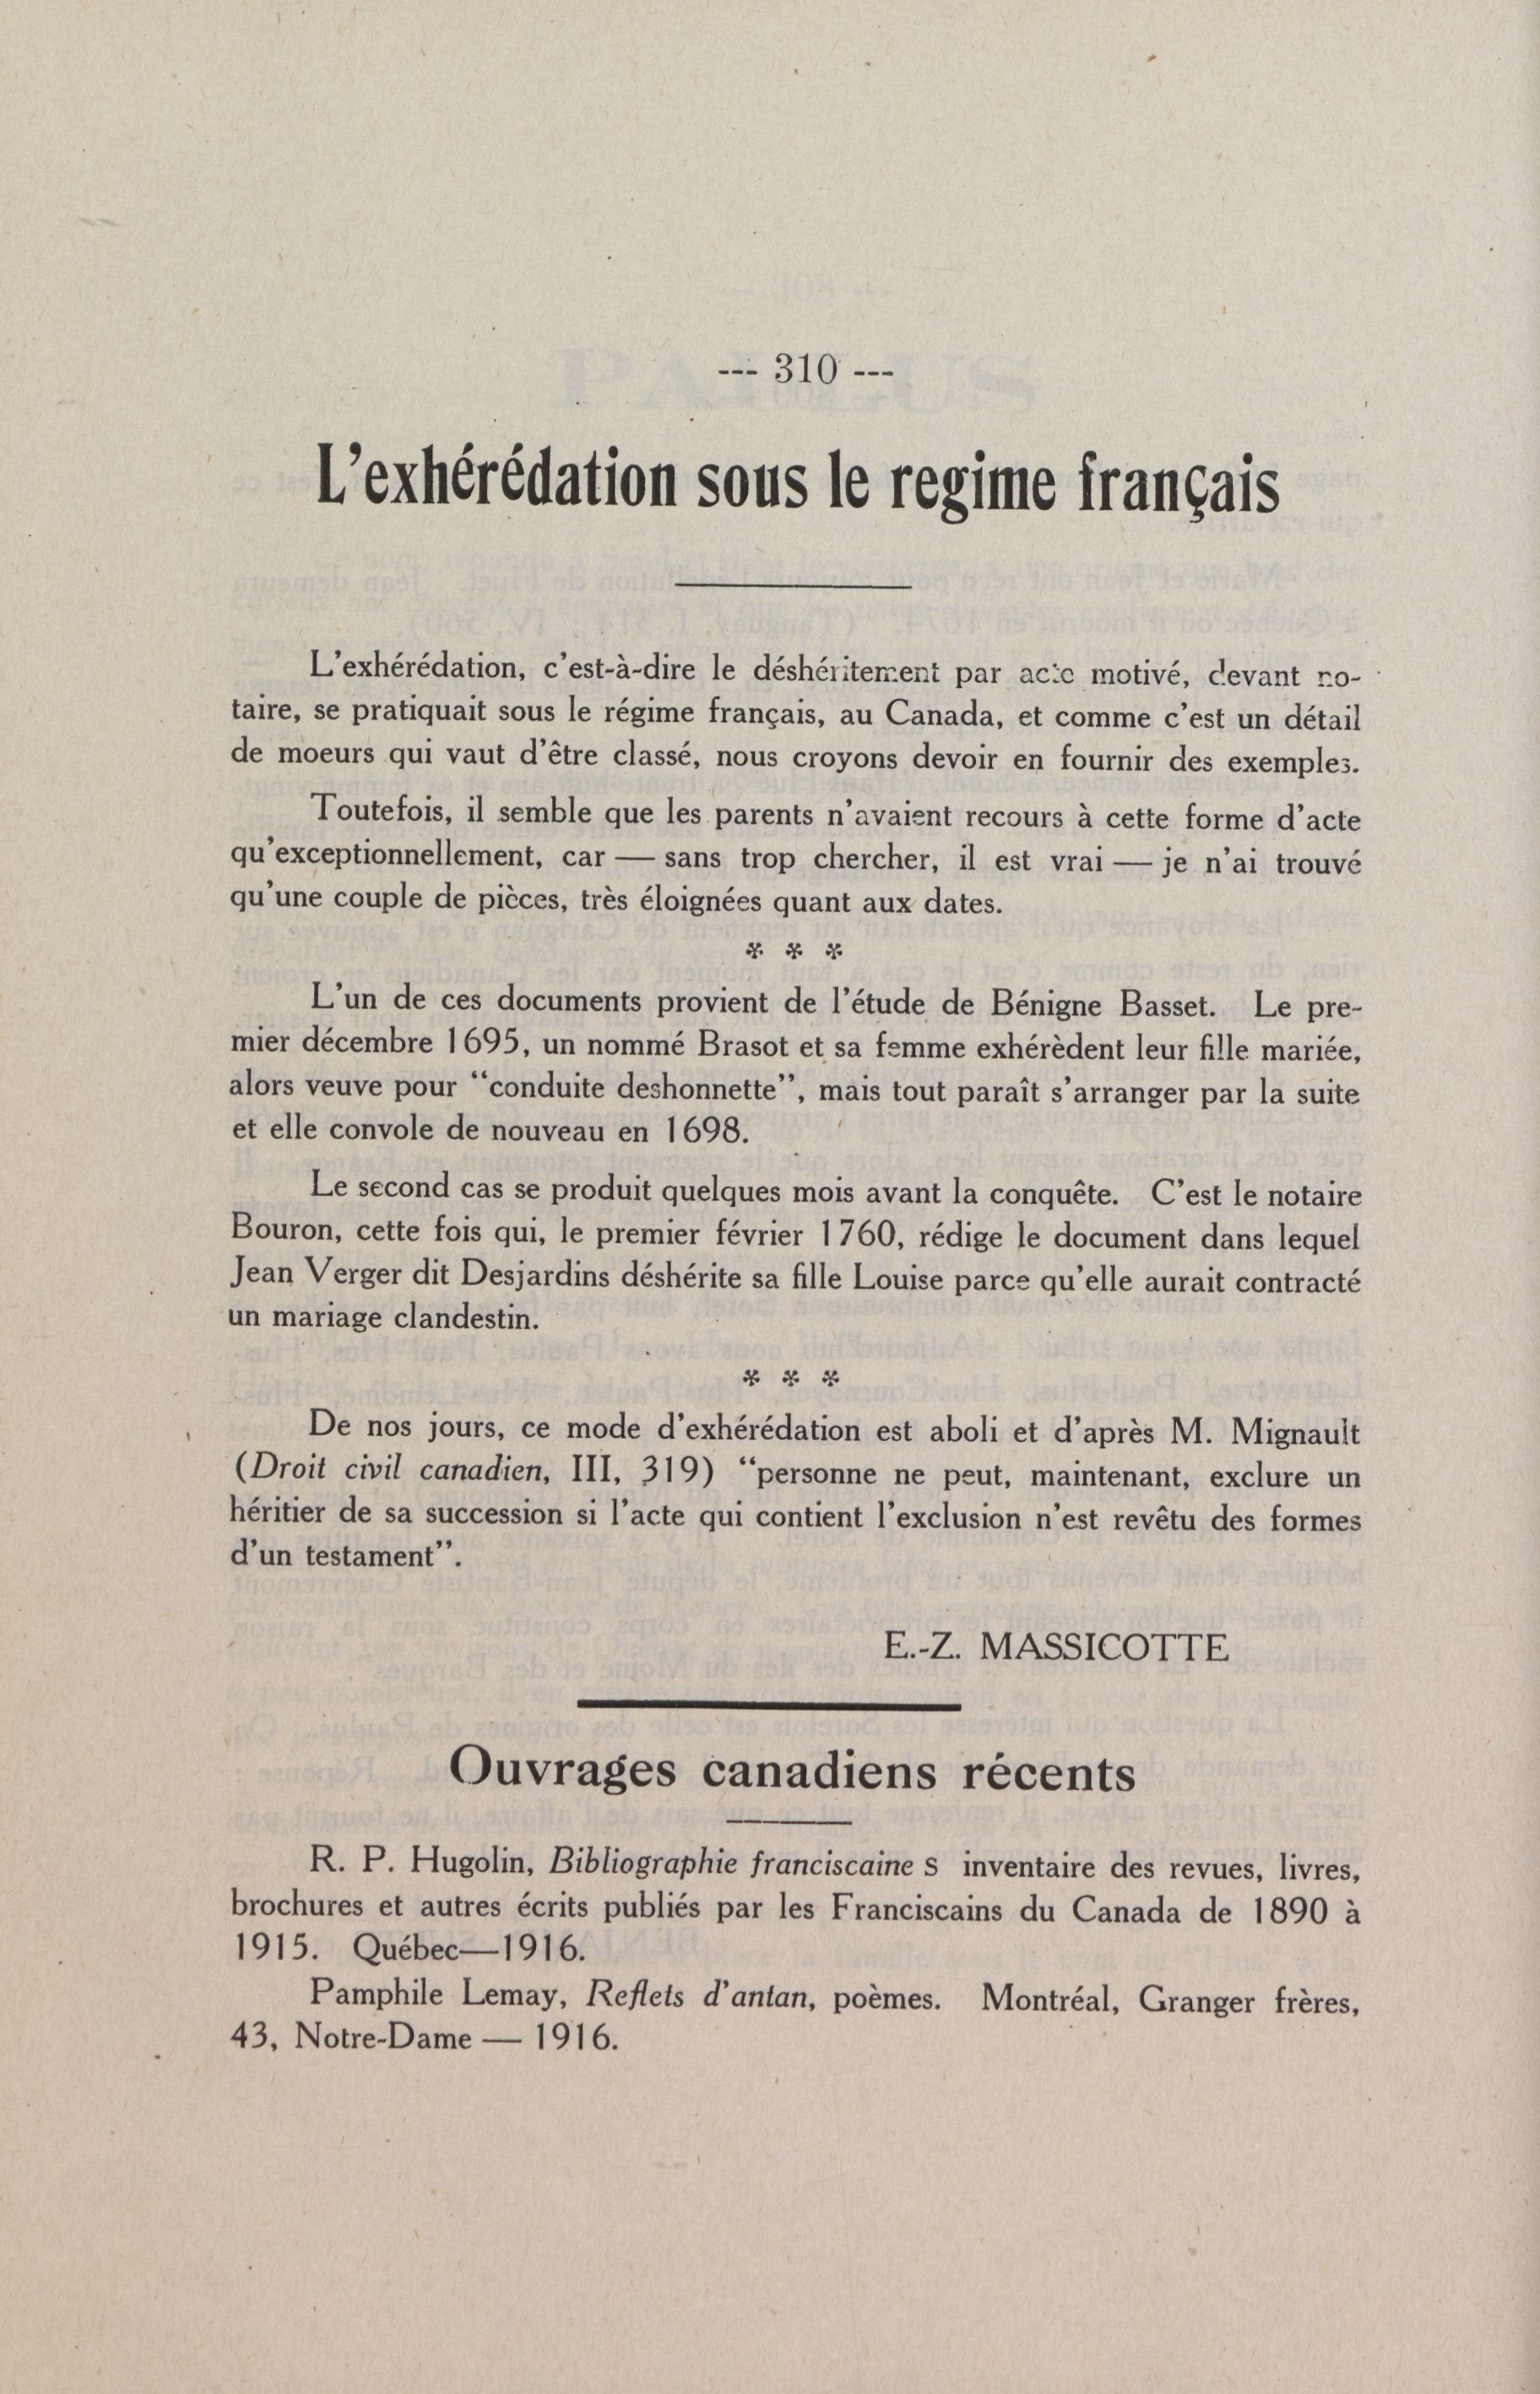 --- 310 ---
L'exhérédation sous le regime français
L'exhérédation, c'est-à-dire le déshéritement par acte motivé, devant no-
taire, se pratiquait sous le régime français, au Canada, et comme c'est un détail
de moeurs qui vaut d'être classé, nous croyons devoir en fournir des exemples.
Toutefois, il semble que les parents n'avaient recours à cette forme d'acte
qu'exceptionnellement, car — sans trop chercher, il est vrai — je n'ai trouvé
qu'une couple de pièces, très éloignées quant aux dates.
* * *
L'un de ces documents provient de l'étude de Bénigne Basset. Le pre-
mier décembre 1695, un nommé Brasot et sa femme exhérèdent leur fille mariée,
alors veuve pour “conduite deshonnette”, mais tout paraît s'arranger par la suite
et elle convole de nouveau en 1698.
Le second cas se produit quelques mois avant la conquête. C'est le notaire
Bouron, cette fois qui, le premier février 1760, rédige le document dans lequel
Jean Verger dit Desjardins déshérite sa fille Louise parce qu'elle aurait contracté
un mariage clandestin.
* * *
De nos jours, ce mode d'exhérédation est aboli et d'après M. Mignault
(Droit civil canadien, III, 319) “personne ne peut, maintenant, exclure un
héritier de sa succession si l'acte qui contient l'exclusion n'est revêtu des formes
d'un testament”.
E.-Z. MASSICOTTE
Ouvrages canadiens récents
R. P. Hugolin, Bibliographie franciscaine s inventaire des revues, livres,
brochures et autres écrits publiés par les Franciscains du Canada de 1890 à
1915. Québec—1916.
Pamphile Lemay, Reflets d'antan, poèmes. Montréal, Granger frères,
43, Notre-Dame — 1916.